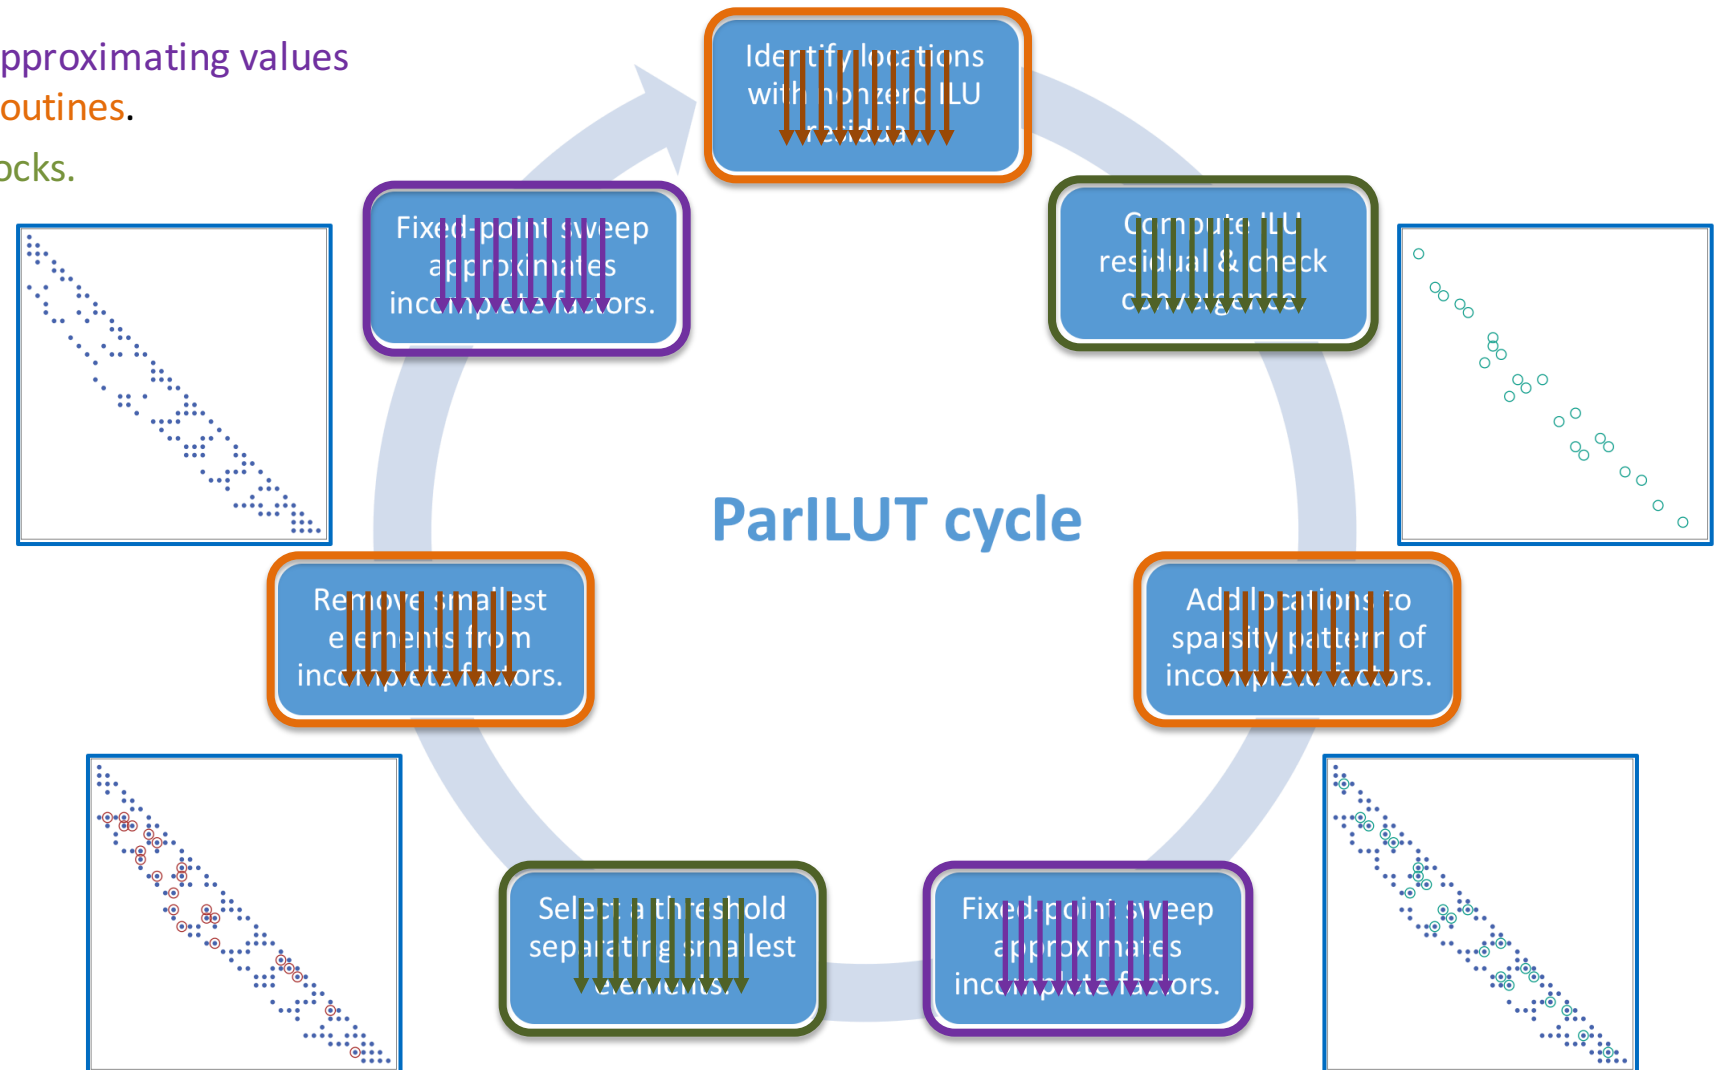 pproximating values
outines.
ocks.
Identify locations
with nonzero ILU
residual.
Fixed-point sweep
approximates
incomplete factors.
Compute ILU
residual & check
convergence.
ParILUT cycle
Remove smallest
elements from
incomplete factors.
Add locations to
sparsity pattern of
incomplete factors.
Select a threshold
separating smallest
elements.
Fixed-point sweep
approximates
incomplete factors.